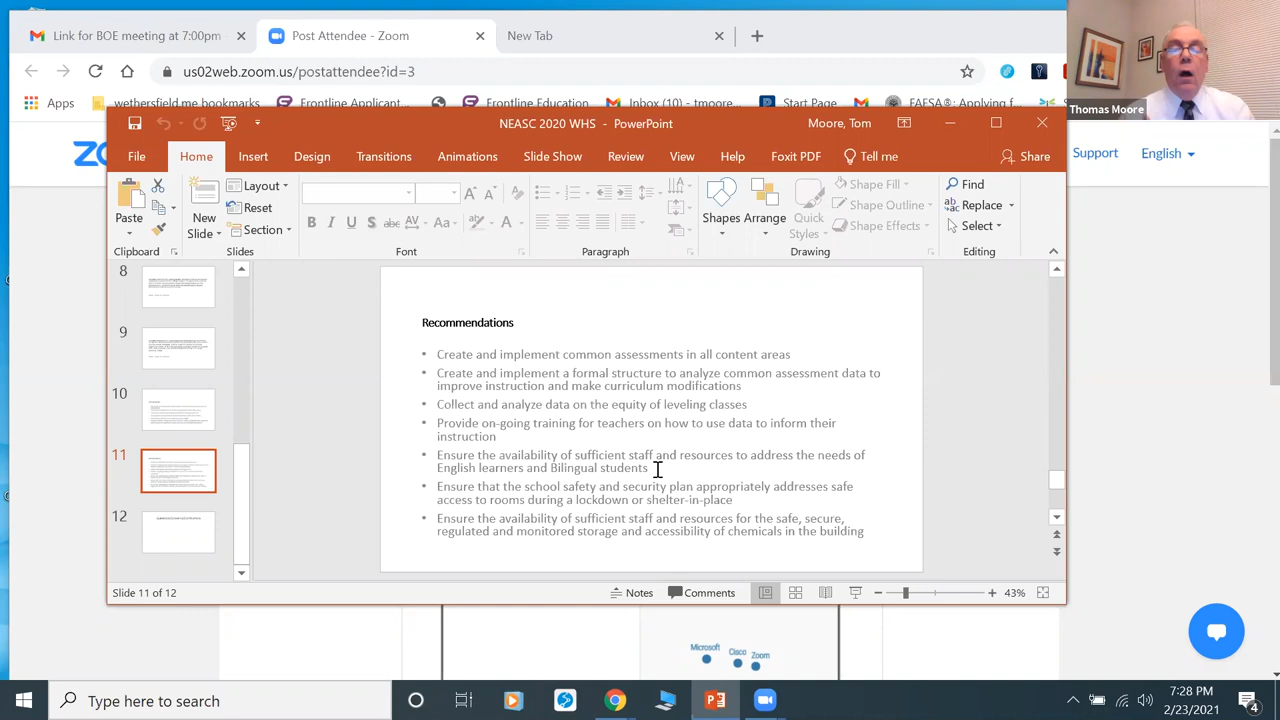 Link for BOE meeting at 7:00pm
Post Attendee - Zoom
New Tab
us02web.zoom.us/postattendee?id=3
Thomas Moore
Apps
wethersfield.me bookmarks
Frontline Applicant...
Frontline Education
Inbox (10) - tmoore...
Start Page
FAFSA®: Applying f...
NEASC 2020 WHS - PowerPoint
Moore, Tom
Support
English
File
Home
Insert
Design
Transitions
Animations
Slide Show
Review
View
Help
Foxit PDF
Tell me
Share
Paste
New
Slide
Layout
Reset
Section
B I U S abc AV Aa A
Shapes
Arrange
Quick
Styles
Shape Fill
Shape Outline
Shape Effects
Find
Replace
Select
Clipboard
Slides
Font
Paragraph
Drawing
Editing
8
9
10
11
12
Recommendations
• Create and implement common assessments in all content areas
• Create and implement a formal structure to analyze common assessment data to
improve instruction and make curriculum modifications
• Collect and analyze data on the equity of leveling classes
• Provide on-going training for teachers on how to use data to inform their
instruction
• Ensure the availability of sufficient staff and resources to address the needs of
English learners and Bilingual students
• Ensure that the school safety and security plan appropriately addresses safe
access to rooms during a lockdown or shelter-in-place
• Ensure the availability of sufficient staff and resources for the safe, secure,
regulated and monitored storage and accessibility of chemicals in the building
Slide 11 of 12
Notes
Comments
43%
Microsoft
Cisco
Zoom
Type here to search
7:28 PM
2/23/2021
4